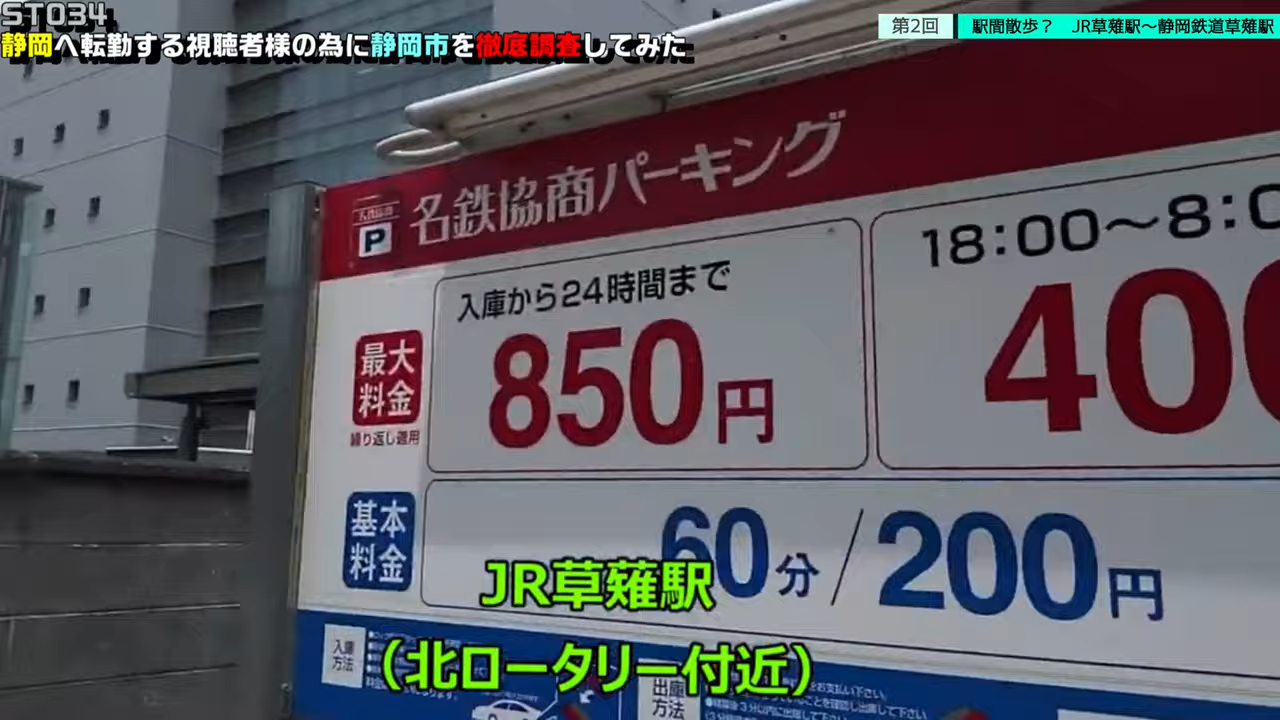 ST034
静岡へ転勤する視聴者様の為に静岡市を徹底調査してみた
第2回
駅間散歩？ JR草薙駅～静岡鉄道草薙駅
P
名鉄協商パーキング
最大料金
繰り返し適用
入庫から24時間まで
850円
18:00～8:0
400
基本料金
60分/200円
JR草薙駅
（北ロータリー付近）
入庫方法
出庫方法